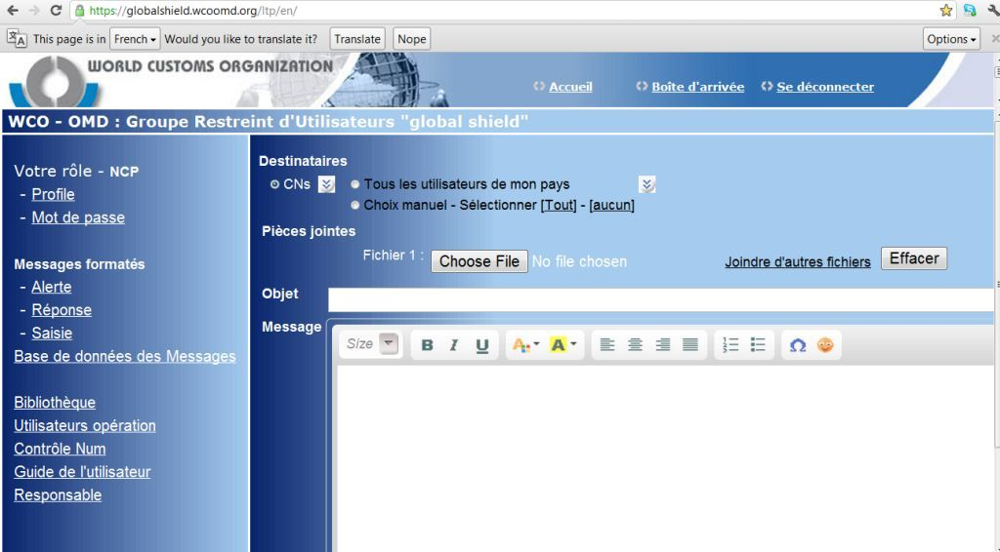 https://globalshield.wcoomd.org/ltp/en/
This page is in French Would you like to translate it? Translate Nope Options
WORLD CUSTOMS ORGANIZATION
Accueil Boîte d'arrivée Se déconnecter
WCO - OMD : Groupe Restreint d'Utilisateurs "global shield"
Votre rôle - NCP
- Profile
- Mot de passe
Messages formatés
- Alerte
- Réponse
- Saisie
Base de données des Messages
Bibliothèque
Utilisateurs opération
Contrôle Num
Guide de l'utilisateur
Responsable
Destinataires
CNs Tous les utilisateurs de mon pays
Choix manuel - Sélectionner [Tout] - [aucun]
Pièces jointes
Fichier 1 : Choose File No file chosen Joindre d'autres fichiers Effacer
Objet
Message
Size B I U A A Ω